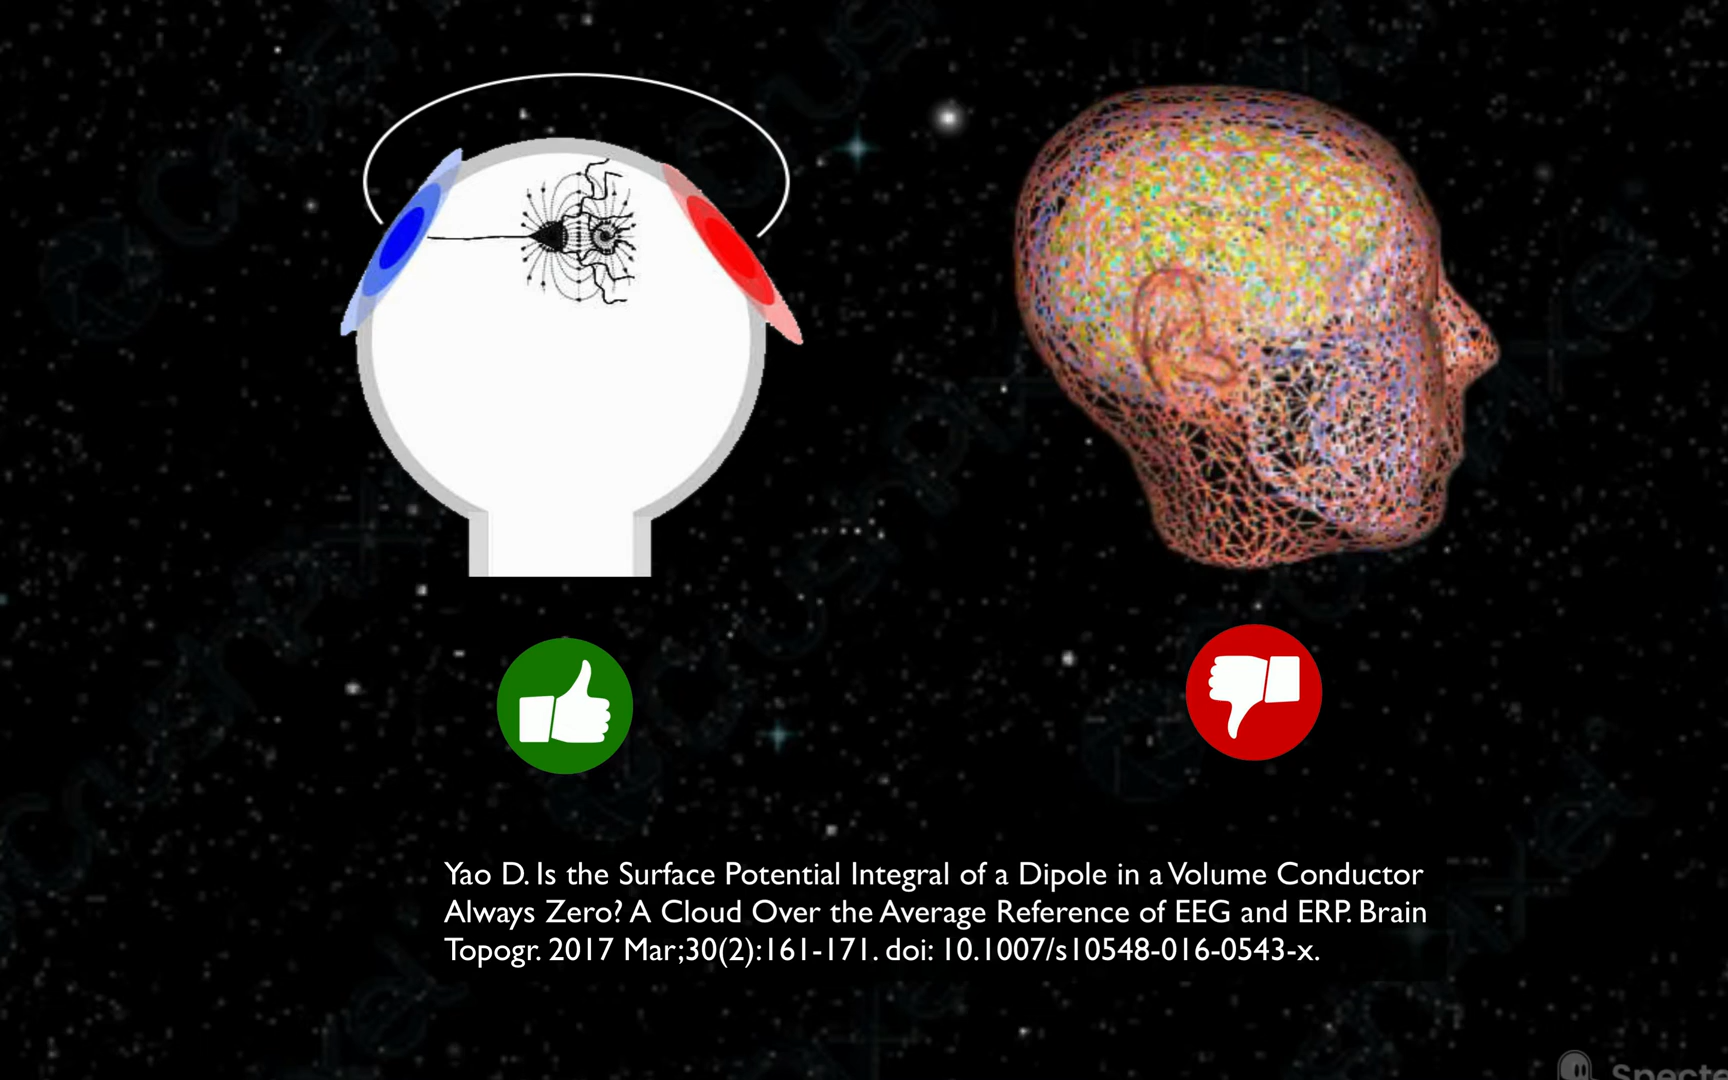 Yao D. Is the Surface Potential Integral of a Dipole in a Volume Conductor
Always Zero? A Cloud Over the Average Reference of EEG and ERP. Brain
Topogr. 2017 Mar;30(2):161-171. doi: 10.1007/s10548-016-0543-x.